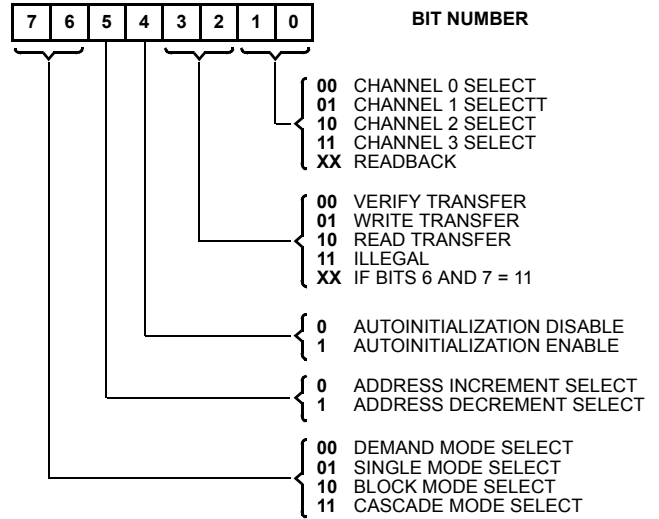 7 6 5 4 3 2 1 0 BIT NUMBER
00 CHANNEL 0 SELECT
01 CHANNEL 1 SELECTT
10 CHANNEL 2 SELECT
11 CHANNEL 3 SELECT
XX READBACK
00 VERIFY TRANSFER
01 WRITE TRANSFER
10 READ TRANSFER
11 ILLEGAL
XX IF BITS 6 AND 7 = 11
0 AUTOINITIALIZATION DISABLE
1 AUTOINITIALIZATION ENABLE
0 ADDRESS INCREMENT SELECT
1 ADDRESS DECREMENT SELECT
00 DEMAND MODE SELECT
01 SINGLE MODE SELECT
10 BLOCK MODE SELECT
11 CASCADE MODE SELECT